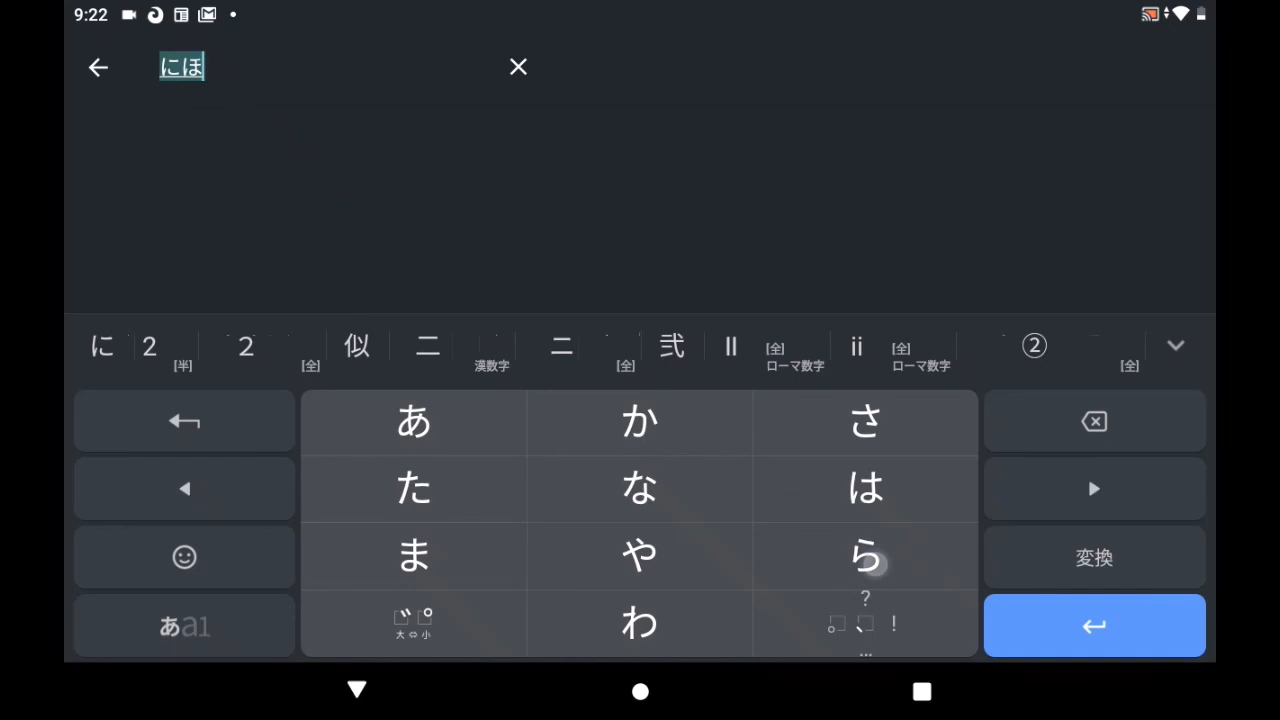 9:22
にほ
に 2 [半] 2 [全] 似 二 漢数字 ニ [全] 弐 Ⅱ [全] ローマ数字 ⅱ [全] ローマ数字 ② [全]
あ か さ
た な は
ま や ら
変換
大⇔小 わ 。、?!…
あa1